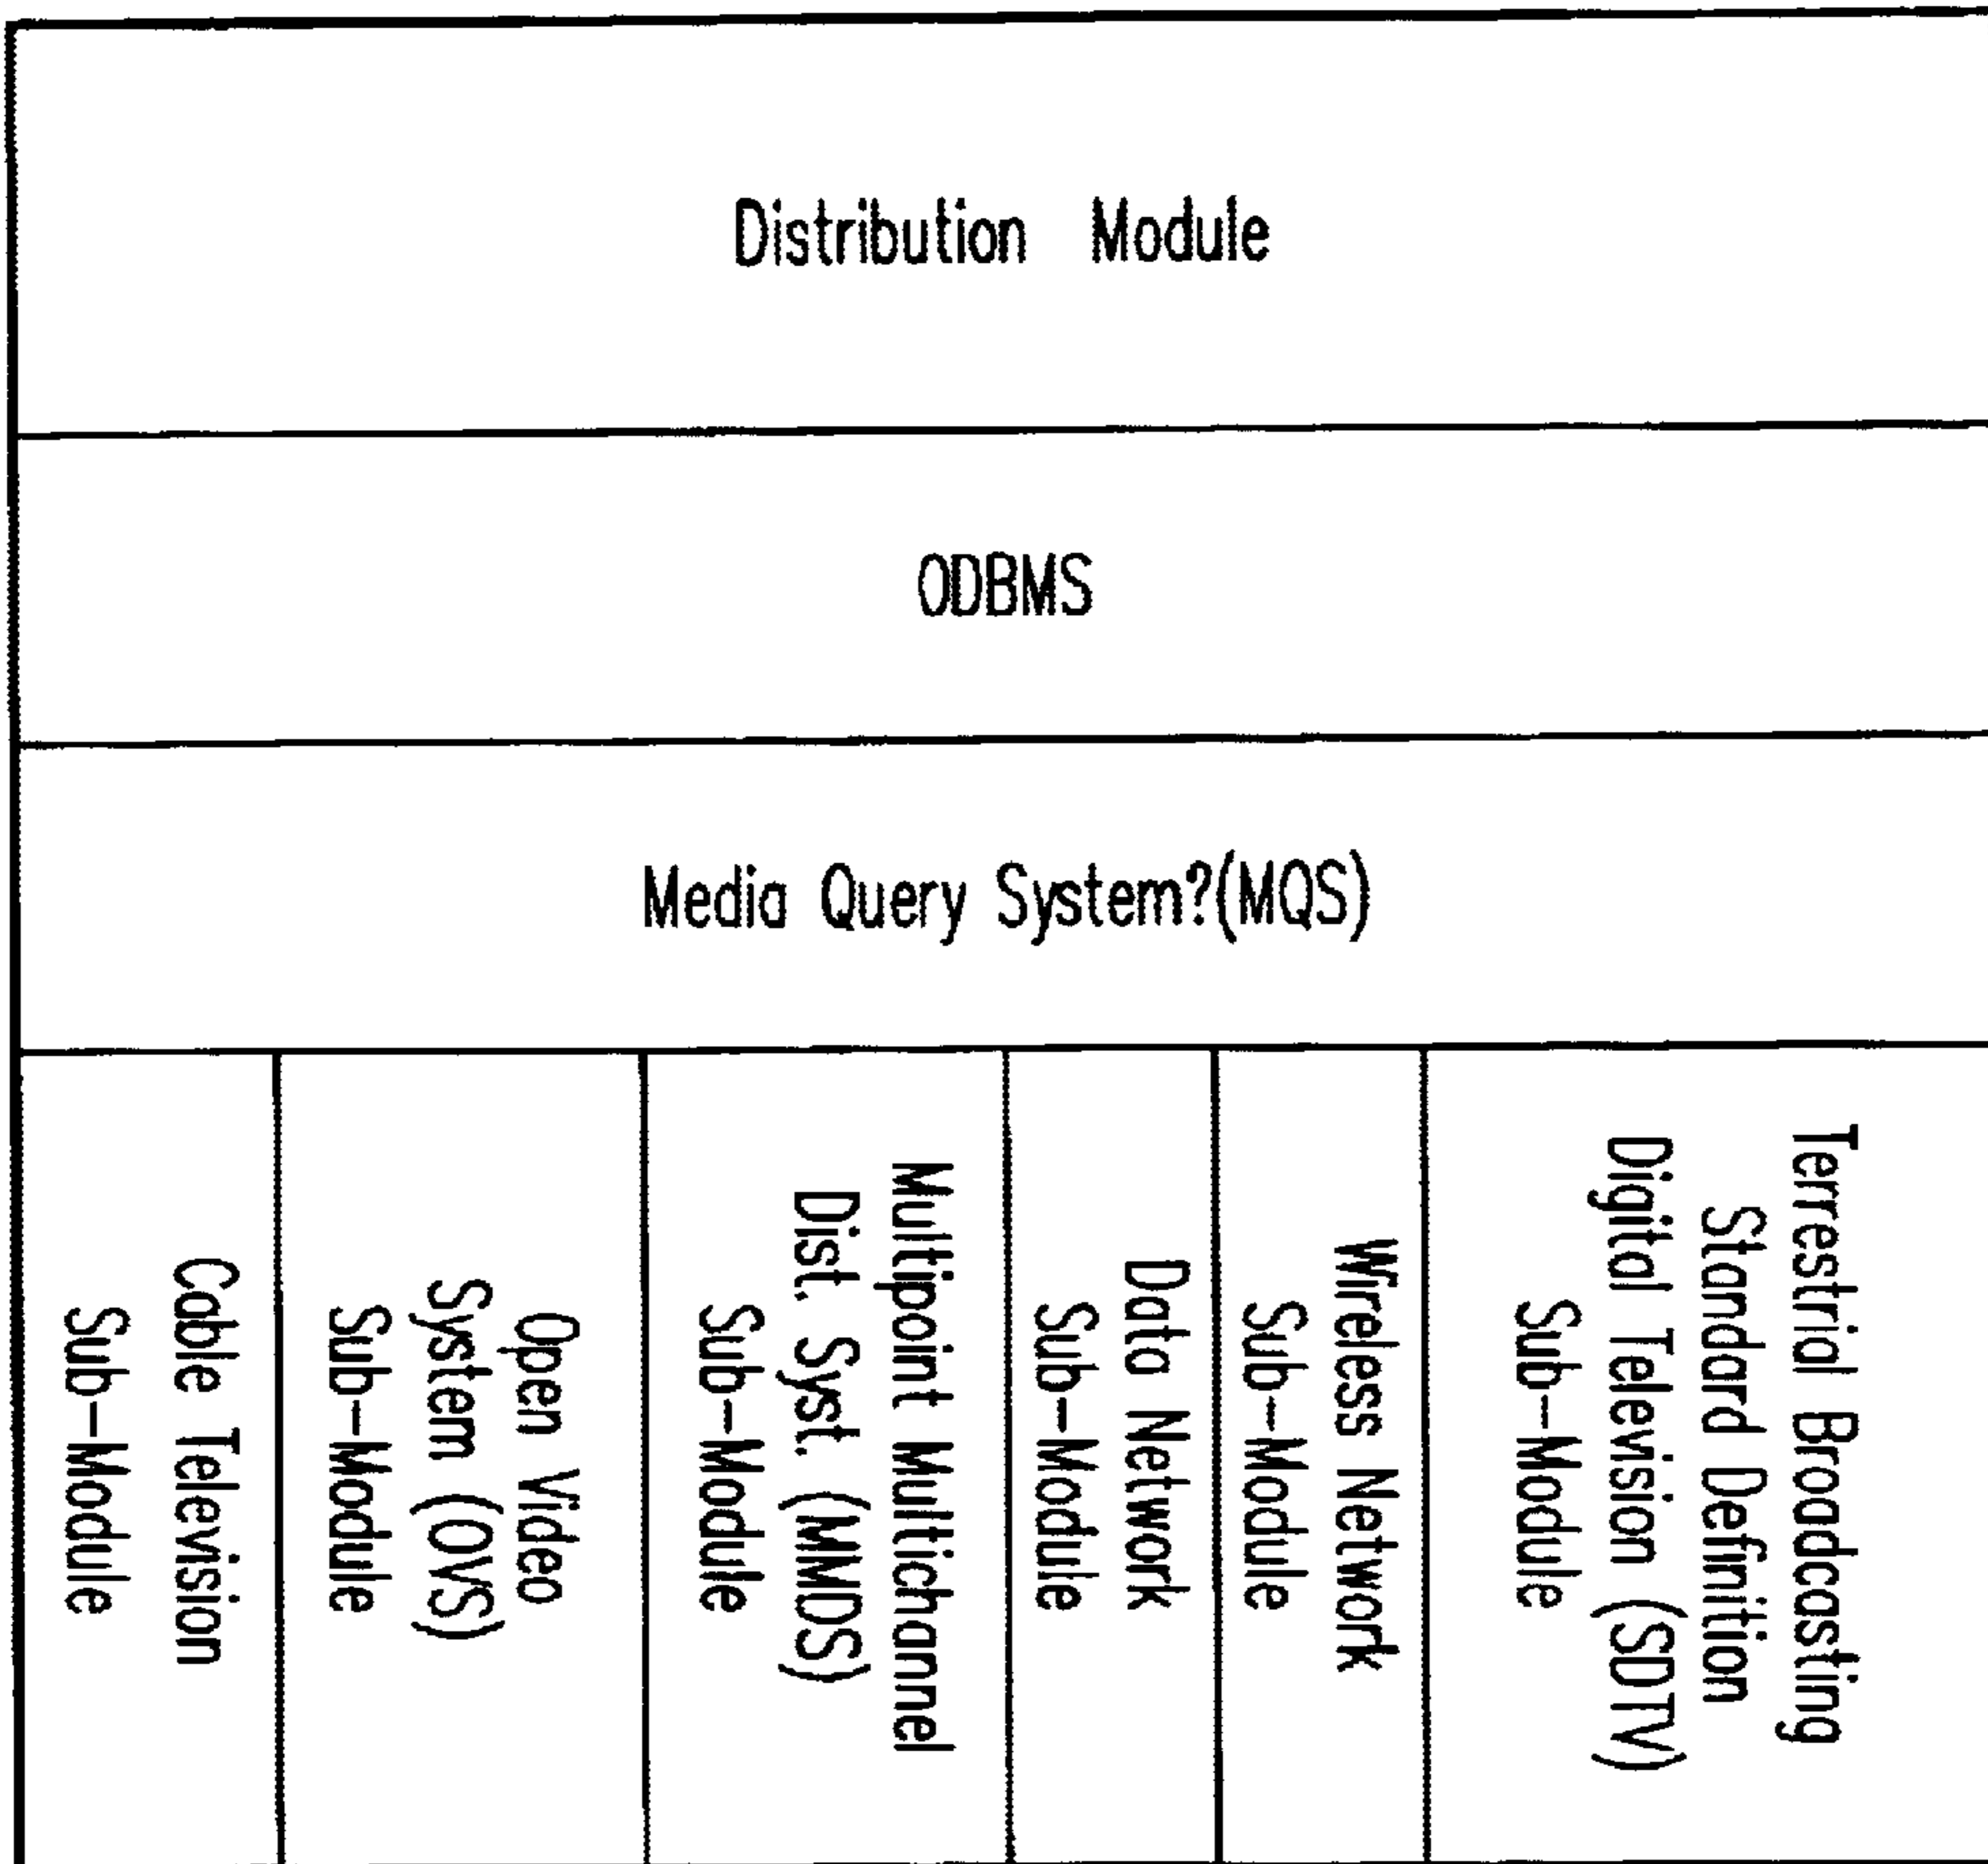 Distribution Module
ODBMS
Media Query System?(MQS)
Cable Television
Sub-Module
Open Video
System (OVS)
Sub-Module
Multipoint Multichannel
Dist. Syst. (MMDS)
Sub-Module
Data Network
Sub-Module
Wireless Network
Sub-Module
Terrestrial Broadcasting
Standard Definition
Digital Television (SDTV)
Sub-Module